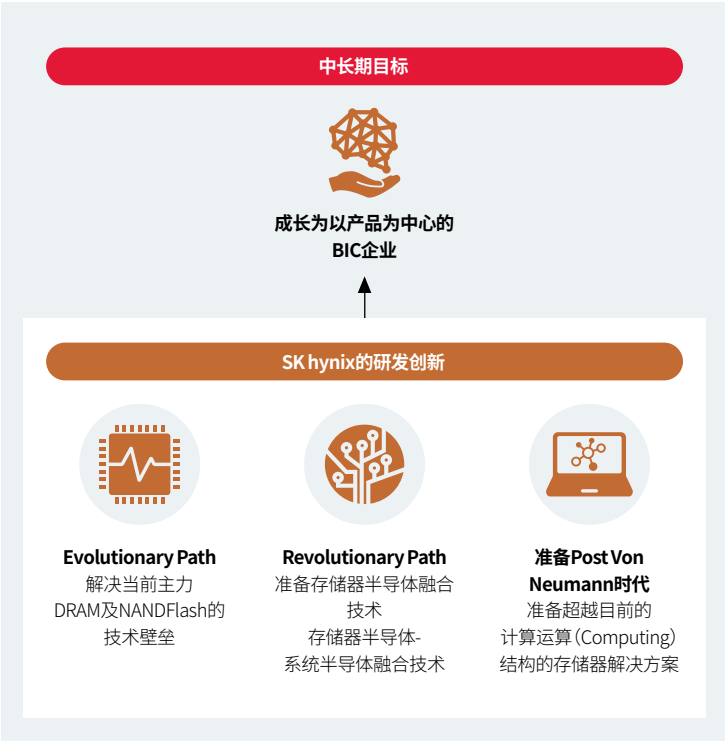 中长期目标
成长为以产品为中心的
BIC企业
SK hynix的研发创新
Evolutionary Path
解决当前主力
DRAM及NANDFlash的
技术壁垒
Revolutionary Path
准备存储器半导体融合
技术
存储器半导体-
系统半导体融合技术
准备Post Von
Neumann时代
准备超越目前的
计算运算（Computing）
结构的存储器解决方案